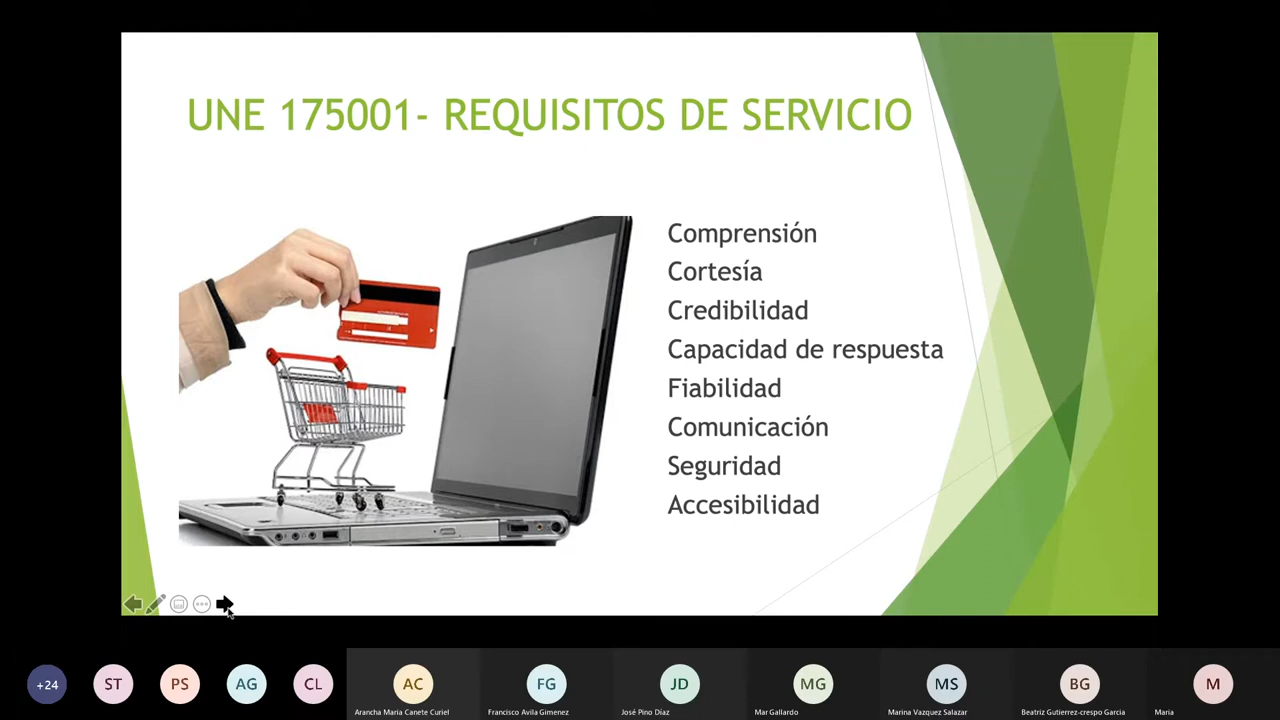 UNE 175001- REQUISITOS DE SERVICIO
Comprensión
Cortesía
Credibilidad
Capacidad de respuesta
Fiabilidad
Comunicación
Seguridad
Accesibilidad
+24
ST
PS
AG
CL
AC
FG
JD
MG
MS
BG
M
Arancha Maria Canete Curiel
Francisco Avila Gimenez
José Pino Díaz
Mar Gallardo
Marina Vazquez Salazar
Beatriz Gutierrez-crespo Garcia
Maria